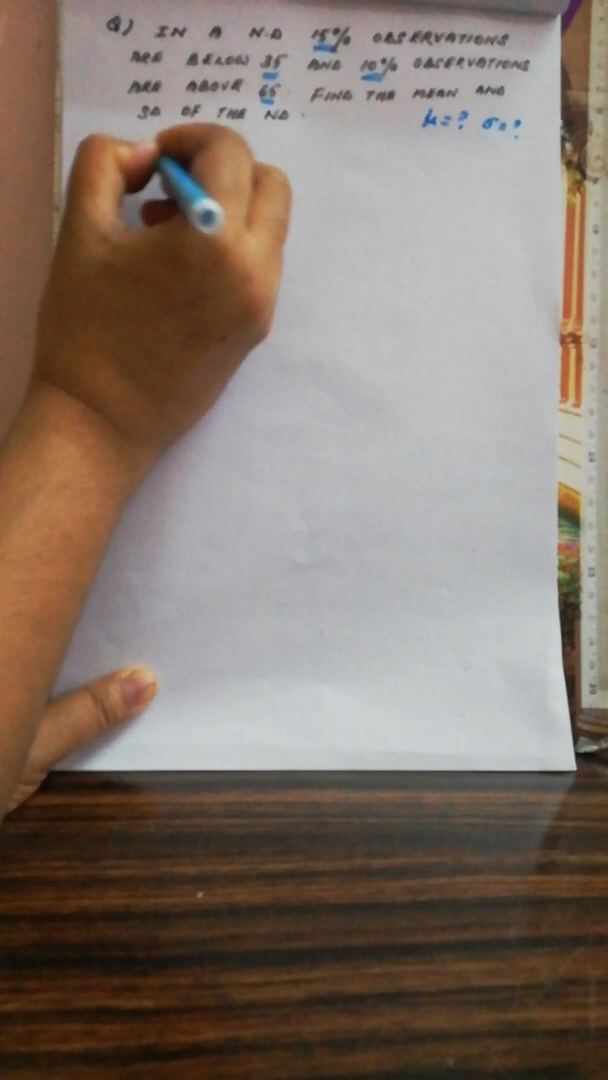 Q) IN A N.D 15% OBSERVATIONS
ARE BELOW 35 AND 10% OBSERVATIONS
ARE ABOVE 65. FIND THE MEAN AND
SD OF THE ND. μ=? σ=?